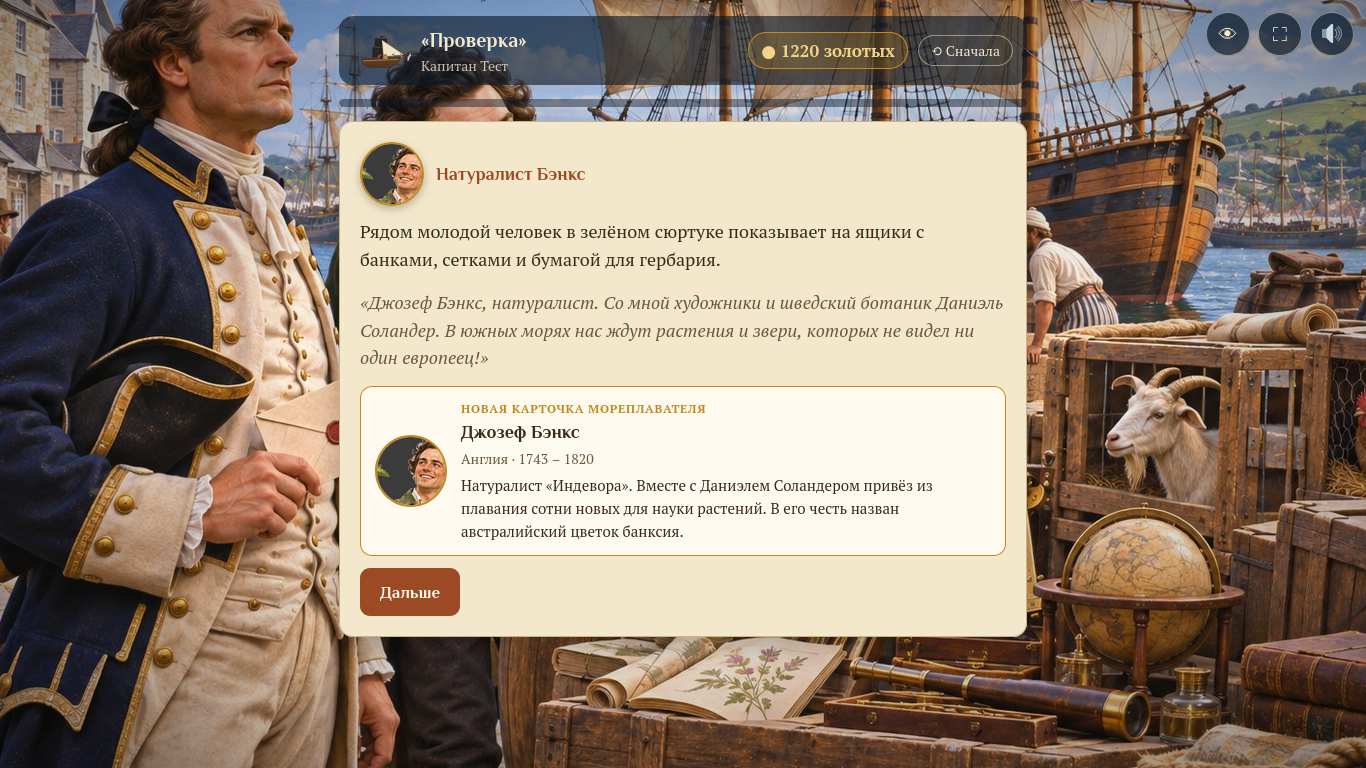 «Проверка»
Капитан Тест
1220 золотых
⟲ Сначала
Натуралист Бэнкс
Рядом молодой человек в зелёном сюртуке показывает на ящики с
банками, сетками и бумагой для гербария.
«Джозеф Бэнкс, натуралист. Со мной художники и шведский ботаник Даниэль
Соландер. В южных морях нас ждут растения и звери, которых не видел ни
один европеец!»
НОВАЯ КАРТОЧКА МОРЕПЛАВАТЕЛЯ
Джозеф Бэнкс
Англия · 1743 – 1820
Натуралист «Индевора». Вместе с Даниэлем Соландером привёз из
плавания сотни новых для науки растений. В его честь назван
австралийский цветок банксия.
Дальше